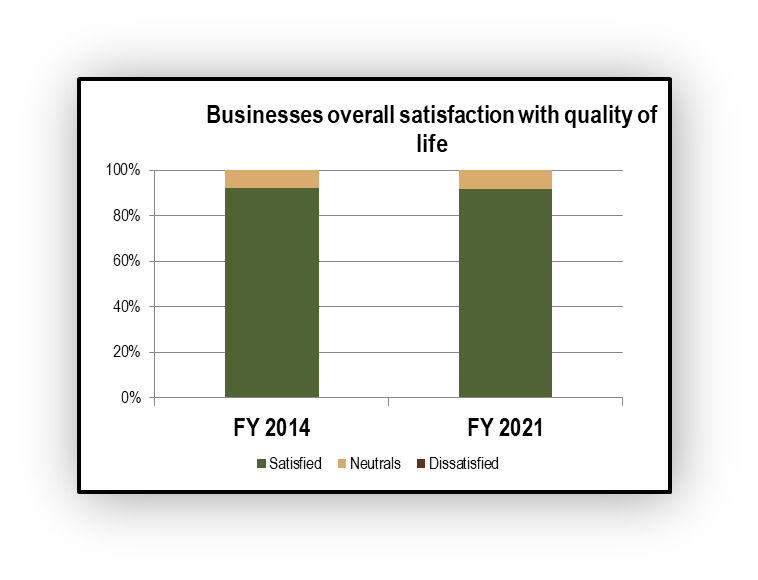 Businesses overall satisfaction with quality of
life
100%
80%
60%
40%
20%
0%
FY 2014 FY 2021
Satisfied Neutrals Dissatisfied